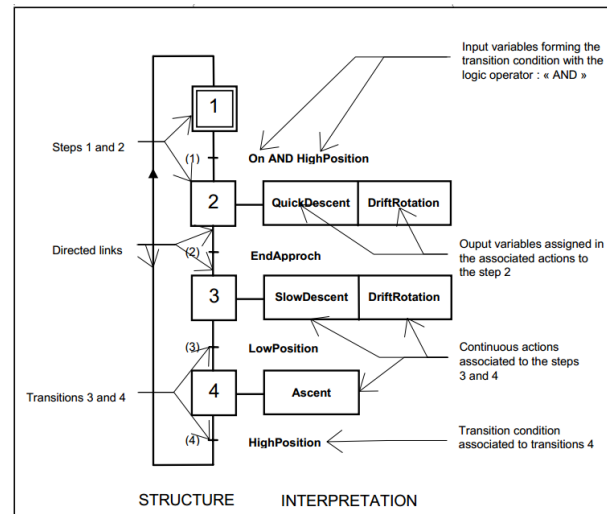 Input variables forming the
transition condition with the
logic operator : « AND »
1
Steps 1 and 2
(1)
On AND HighPosition
2
QuickDescent
DriftRotation
Directed links
(2)
EndApproch
Ouput variables assigned in
the associated actions to
the step 2
3
SlowDescent
DriftRotation
(3)
LowPosition
Continuous actions
associated to the steps
3 and 4
Transitions 3 and 4
4
Ascent
(4)
HighPosition
Transition condition
associated to transitions 4
STRUCTURE
INTERPRETATION